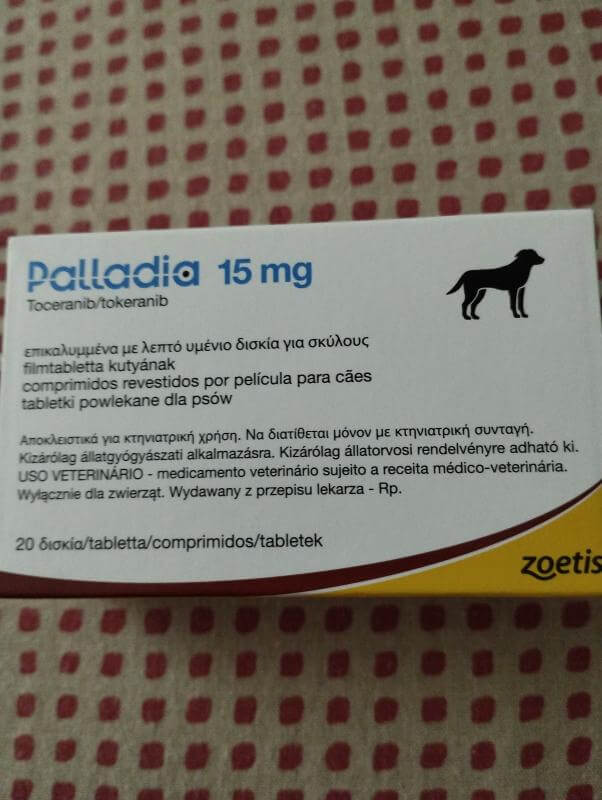 Palladia 15 mg
Toceranib/tokeranib
επικαλυμμένα με λεπτό υμένιο δισκία για σκύλους
filmtabletta kutyának
comprimidos revestidos por película para cães
tabletki powlekane dla psów
Αποκλειστικά για κτηνιατρική χρήση. Να διατίθεται μόνον με κτηνιατρική συνταγή.
Kizárólag állatgyógyászati alkalmazásra. Kizárólag állatorvosi rendelvényre adható ki.
USO VETERINÁRIO - medicamento veterinário sujeito a receita médico-veterinária.
Wyłącznie dla zwierząt. Wydawany z przepisu lekarza - Rp.
20 δισκία/tabletta/comprimidos/tabletek
zoetis